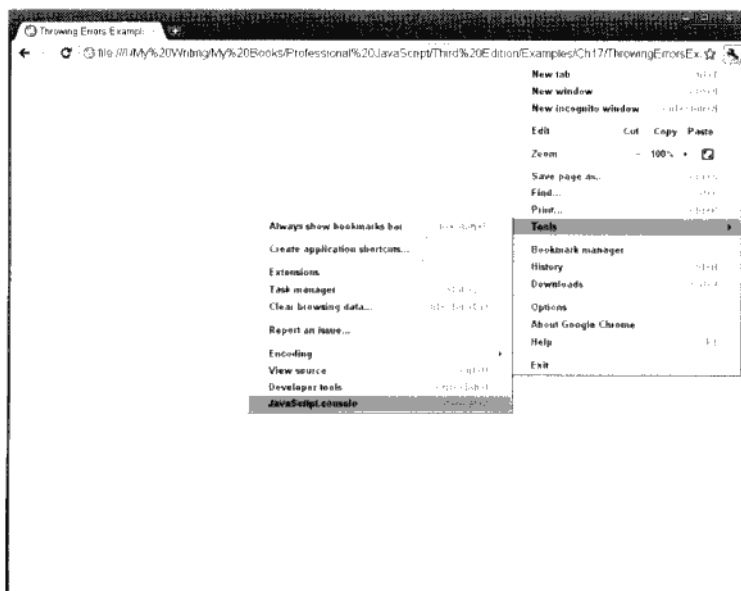 Throwing Errors Exampl
file:///I:/My%20Writing/My%20Books/Professional%20JavaScript/Third%20Edition/Examples/Ch17/ThrowingErrorsEx
New tab
New window
New incognito window
Edit Cut Copy Paste
Zoom - 100% +
Save page as...
Find...
Print...
Tools
Bookmark manager
History
Downloads
Options
About Google Chrome
Help
Exit
Always show bookmarks bar
Create application shortcuts...
Extensions
Task manager
Clear browsing data...
Report an issue...
Encoding
View source
Developer tools
JavaScript console